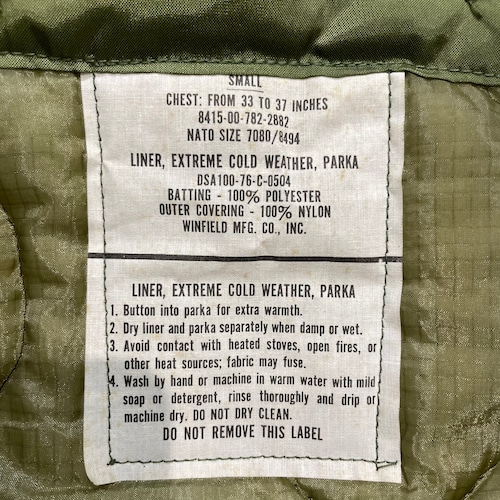 SMALL
CHEST: FROM 33 TO 37 INCHES
8415-00-782-2882
NATO SIZE 7080/8494
LINER, EXTREME COLD WEATHER, PARKA
DSA100-76-C-0504
BATTING - 100% POLYESTER
OUTER COVERING - 100% NYLON
WINFIELD MFG. CO., INC.
LINER, EXTREME COLD WEATHER, PARKA
1. Button into parka for extra warmth.
2. Dry liner and parka separately when damp or wet.
3. Avoid contact with heated stoves, open fires, or
other heat sources; fabric may fuse.
4. Wash by hand or machine in warm water with mild
soap or detergent, rinse thoroughly and drip or
machine dry. DO NOT DRY CLEAN.
DO NOT REMOVE THIS LABEL